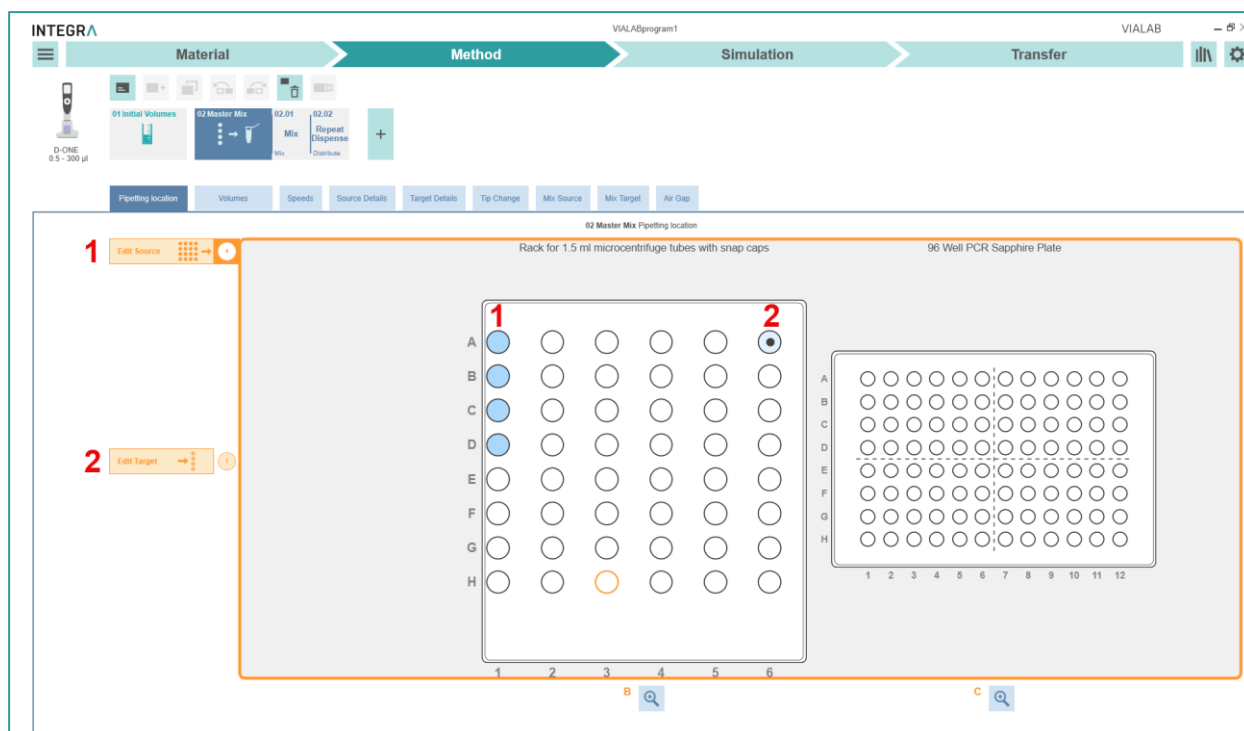 INTEGRA
VIALABprogram1
VIALAB
Material
Method
Simulation
Transfer
01 Initial Volumes
02 Master Mix
02.01
Mix
Mix
02.02
Repeat
Dispense
Distribute
+
D-ONE
0.5 - 300 µl
Pipetting location
Volumes
Speeds
Source Details
Target Details
Tip Change
Mix Source
Mix Target
Air Gap
02 Master Mix Pipetting location
1
Edit Source
Rack for 1.5 ml microcentrifuge tubes with snap caps
96 Well PCR Sapphire Plate
1 2
A
B
C
D
E
F
G
H
1 2 3 4 5 6
A
B
C
D
E
F
G
H
1 2 3 4 5 6 7 8 9 10 11 12
2
Edit Target
1
B
C